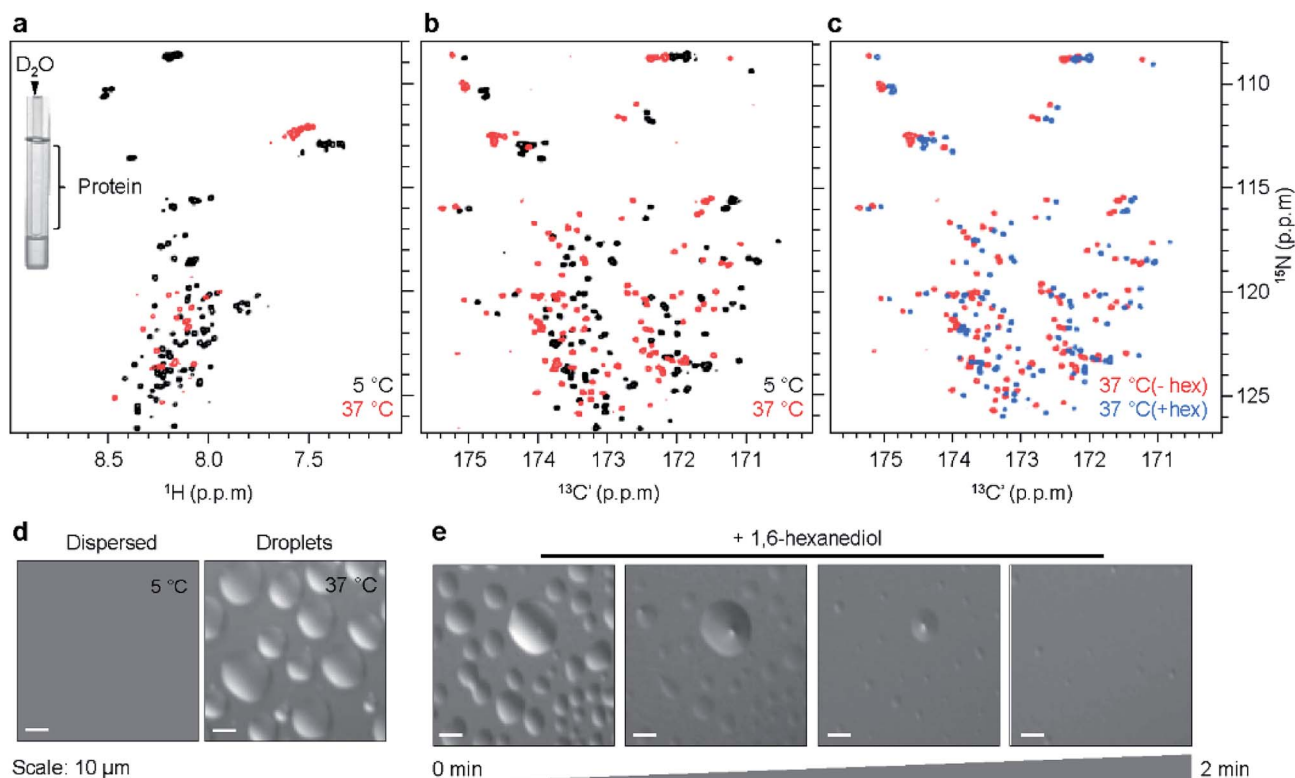 a
b
c
D₂O
Protein
5 °C
37 °C
8.5
8.0
7.5
¹H (p.p.m)
5 °C
37 °C
175
174
173
172
171
¹³C' (p.p.m)
37 °C(- hex)
37 °C(+hex)
175
174
173
172
171
¹³C' (p.p.m)
110
115
120
125
¹⁵N (p.p.m)
d
Dispersed
Droplets
5 °C
37 °C
Scale: 10 µm
e
+ 1,6-hexanediol
0 min
2 min